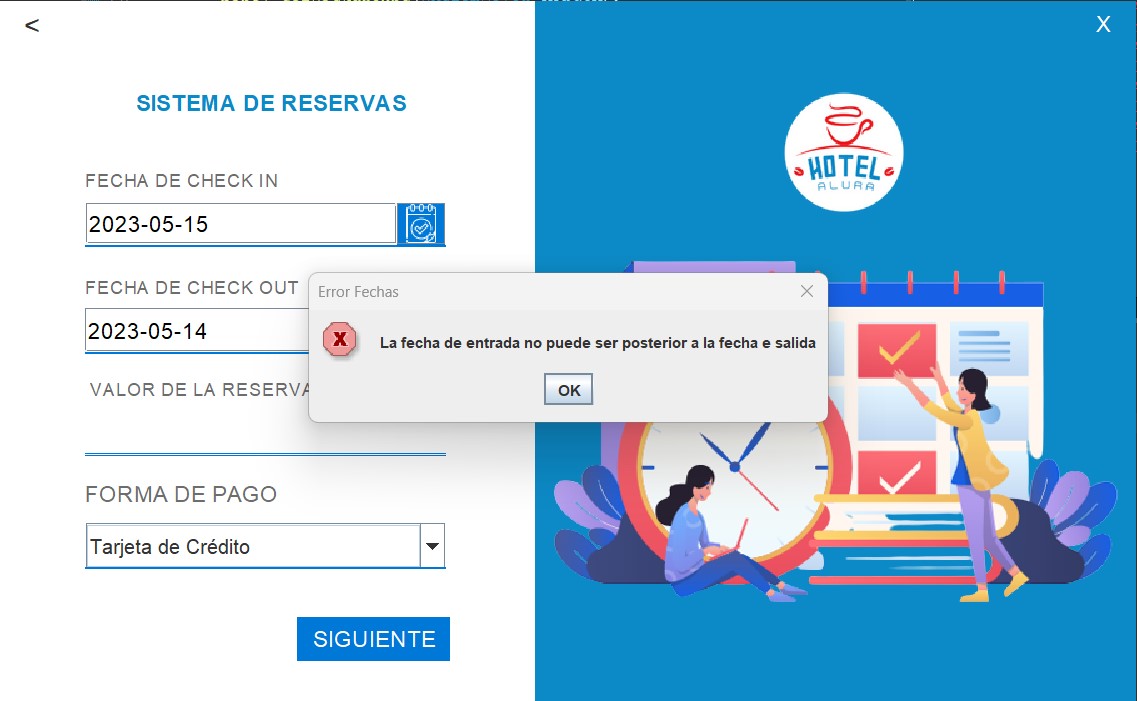 <
X
SISTEMA DE RESERVAS
FECHA DE CHECK IN
2023-05-15
FECHA DE CHECK OUT
2023-05-14
VALOR DE LA RESERVA
FORMA DE PAGO
Tarjeta de Crédito
SIGUIENTE
HOTEL
ALURA
Error Fechas
La fecha de entrada no puede ser posterior a la fecha e salida
OK